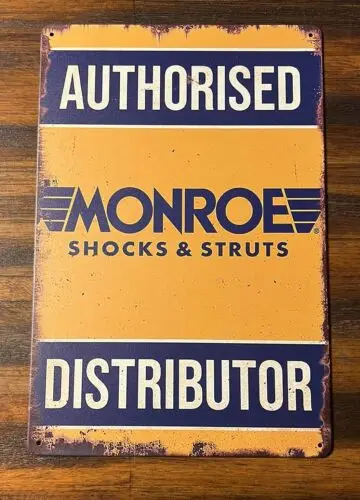 AUTHORISED
MONROE®
SHOCKS & STRUTS
DISTRIBUTOR